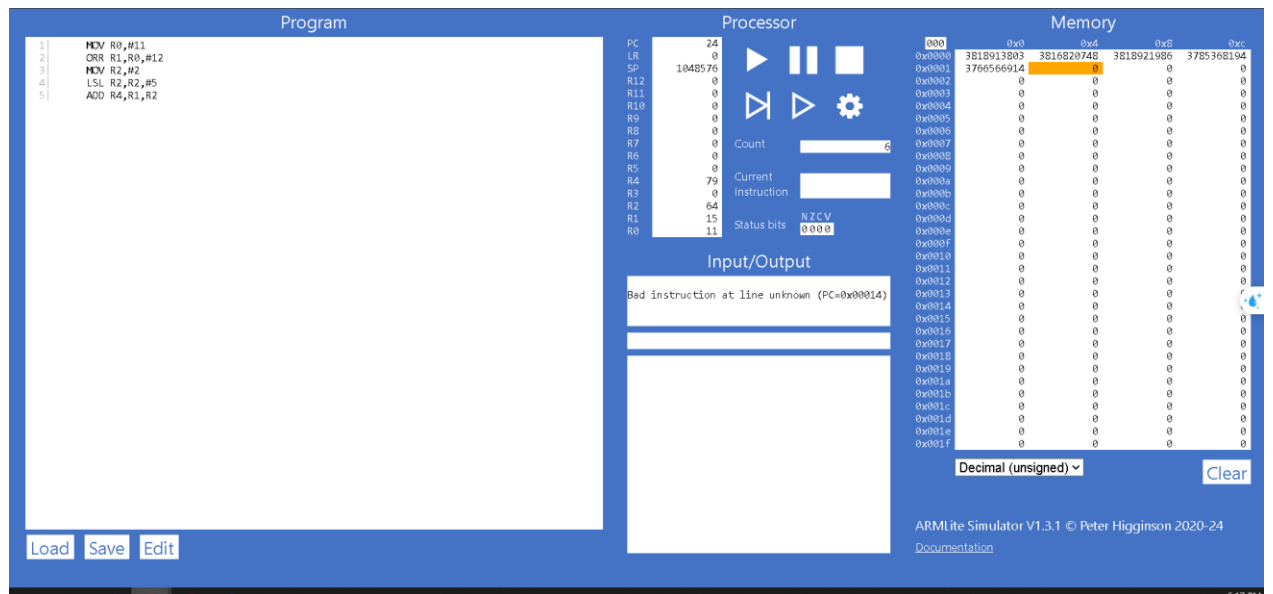 Program
1| MOV R0,#11
2| ORR R1,R0,#12
3| MOV R2,#2
4| LSL R2,R2,#5
5| ADD R4,R1,R2
Load Save Edit
Processor
PC 24
LR 0
SP 1048576
R12 0
R11 0
R10 0
R9 0
R8 0
R7 0
R6 0
R5 0
R4 79
R3 0
R2 64
R1 15
R0 11
Count 6
Current
Instruction
Status bits NZCV
0000
Input/Output
Bad instruction at line unknown (PC=0x00014)
Memory
000 0x0 0x4 0x8 0xc
0x0000 3818913803 3816820748 3818921986 3785368194
0x0001 3766566914 0 0 0
0x0002 0 0 0 0
0x0003 0 0 0 0
0x0004 0 0 0 0
0x0005 0 0 0 0
0x0006 0 0 0 0
0x0007 0 0 0 0
0x0008 0 0 0 0
0x0009 0 0 0 0
0x000a 0 0 0 0
0x000b 0 0 0 0
0x000c 0 0 0 0
0x000d 0 0 0 0
0x000e 0 0 0 0
0x000f 0 0 0 0
0x0010 0 0 0 0
0x0011 0 0 0 0
0x0012 0 0 0 0
0x0013 0 0 0
0x0014 0 0 0
0x0015 0 0 0 0
0x0016 0 0 0 0
0x0017 0 0 0 0
0x0018 0 0 0 0
0x0019 0 0 0 0
0x001a 0 0 0 0
0x001b 0 0 0 0
0x001c 0 0 0 0
0x001d 0 0 0 0
0x001e 0 0 0 0
0x001f 0 0 0 0
Decimal (unsigned)
Clear
ARMLite Simulator V1.3.1 © Peter Higginson 2020-24
Documentation